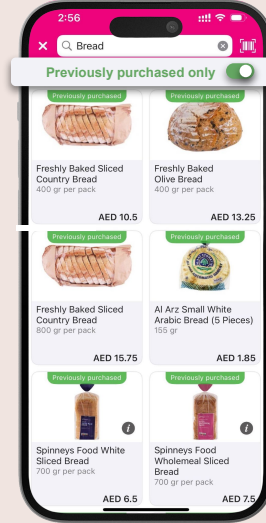 2:56
Bread
Previously purchased only
Previously purchased
Previously purchased
Freshly Baked Sliced
Country Bread
400 gr per pack
AED 10.5
Freshly Baked
Olive Bread
400 gr per pack
AED 13.25
Previously purchased
Previously purchased
Freshly Baked Sliced
Country Bread
800 gr per pack
AED 15.75
Al Arz Small White
Arabic Bread (5 Pieces)
155 gr
AED 1.85
Previously purchased
Previously purchased
Spinneys Food White
Sliced Bread
700 gr per pack
AED 6.5
Spinneys Food
Wholemeal Sliced
Bread
700 gr per pack
AED 7.5